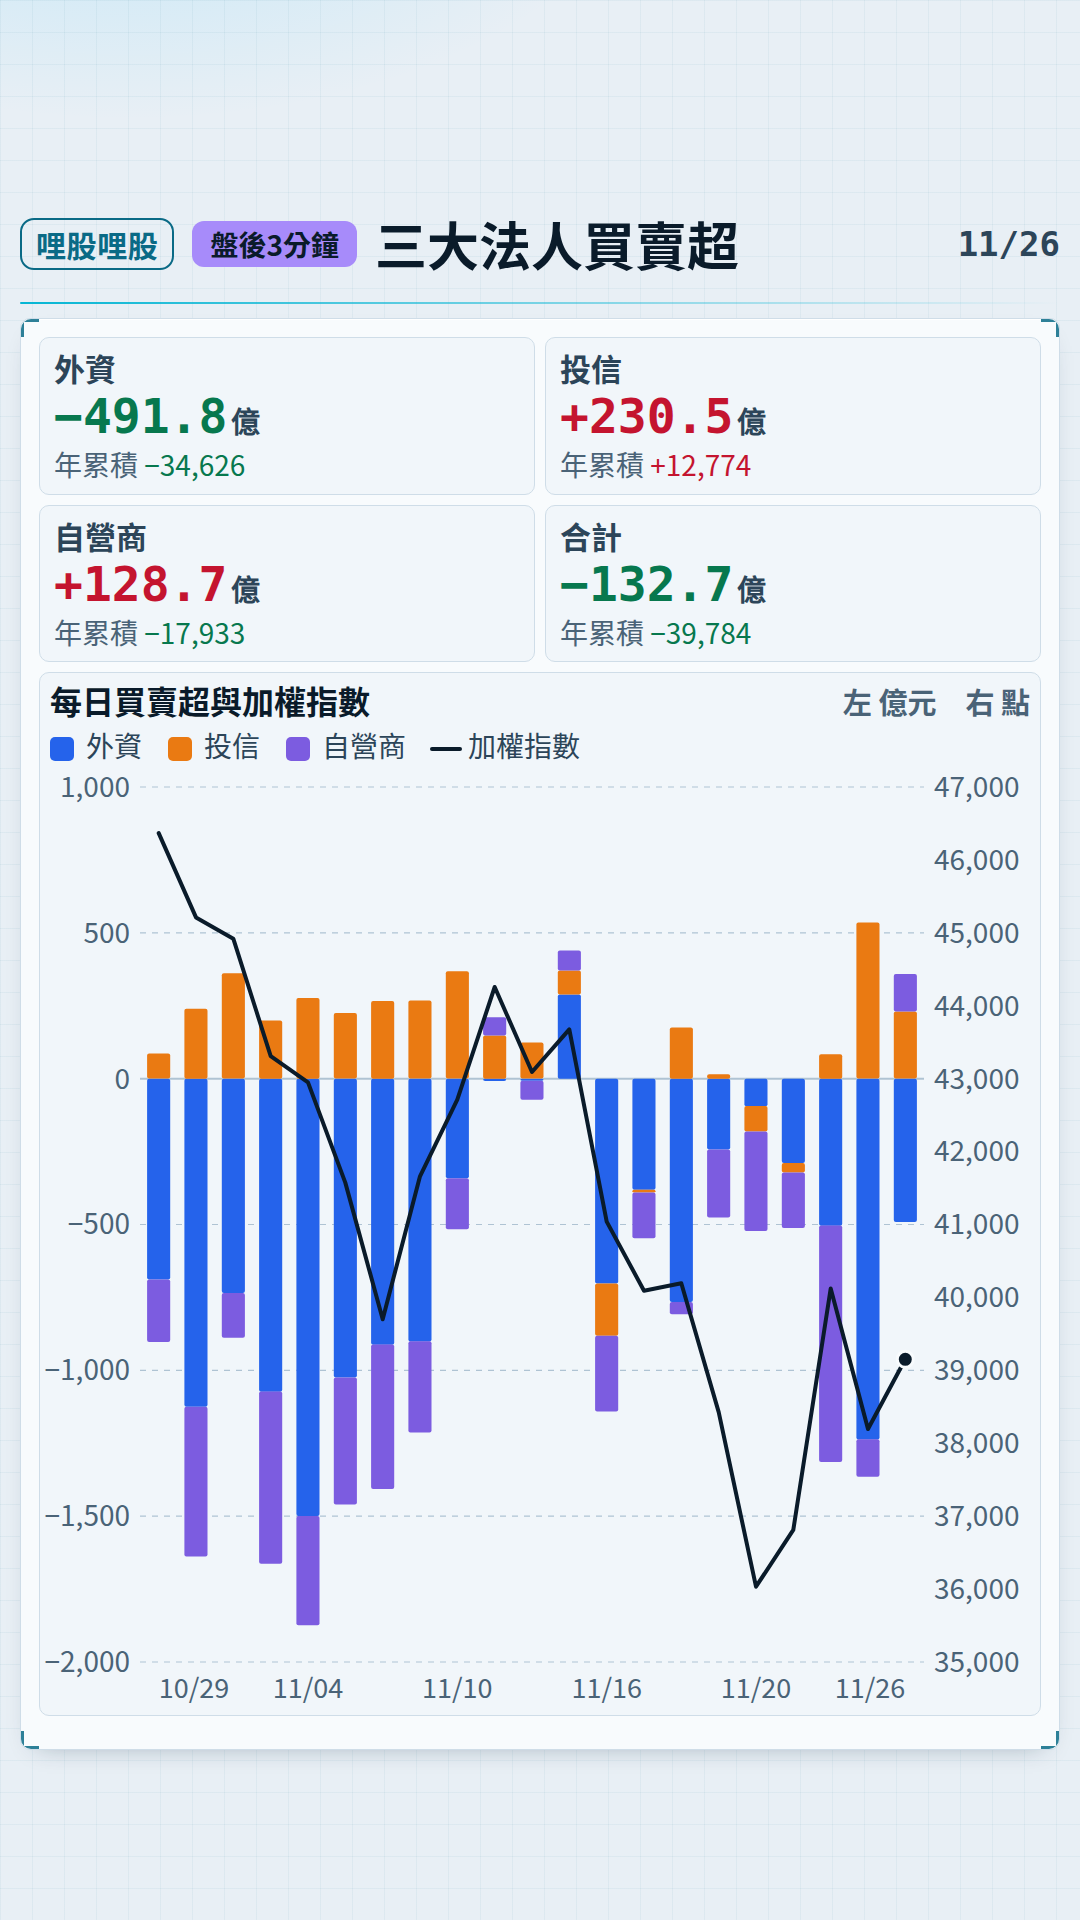 哩股哩股 盤後3分鐘 三大法人買賣超 11/26
外資
−491.8億
年累積 −34,626
投信
+230.5億
年累積 +12,774
自營商
+128.7億
年累積 −17,933
合計
−132.7億
年累積 −39,784
每日買賣超與加權指數 左 億元 右 點
外資 投信 自營商 加權指數
1,000 47,000
46,000
500 45,000
44,000
0 43,000
42,000
−500 41,000
40,000
−1,000 39,000
38,000
−1,500 37,000
36,000
−2,000 35,000
10/29 11/04 11/10 11/16 11/20 11/26